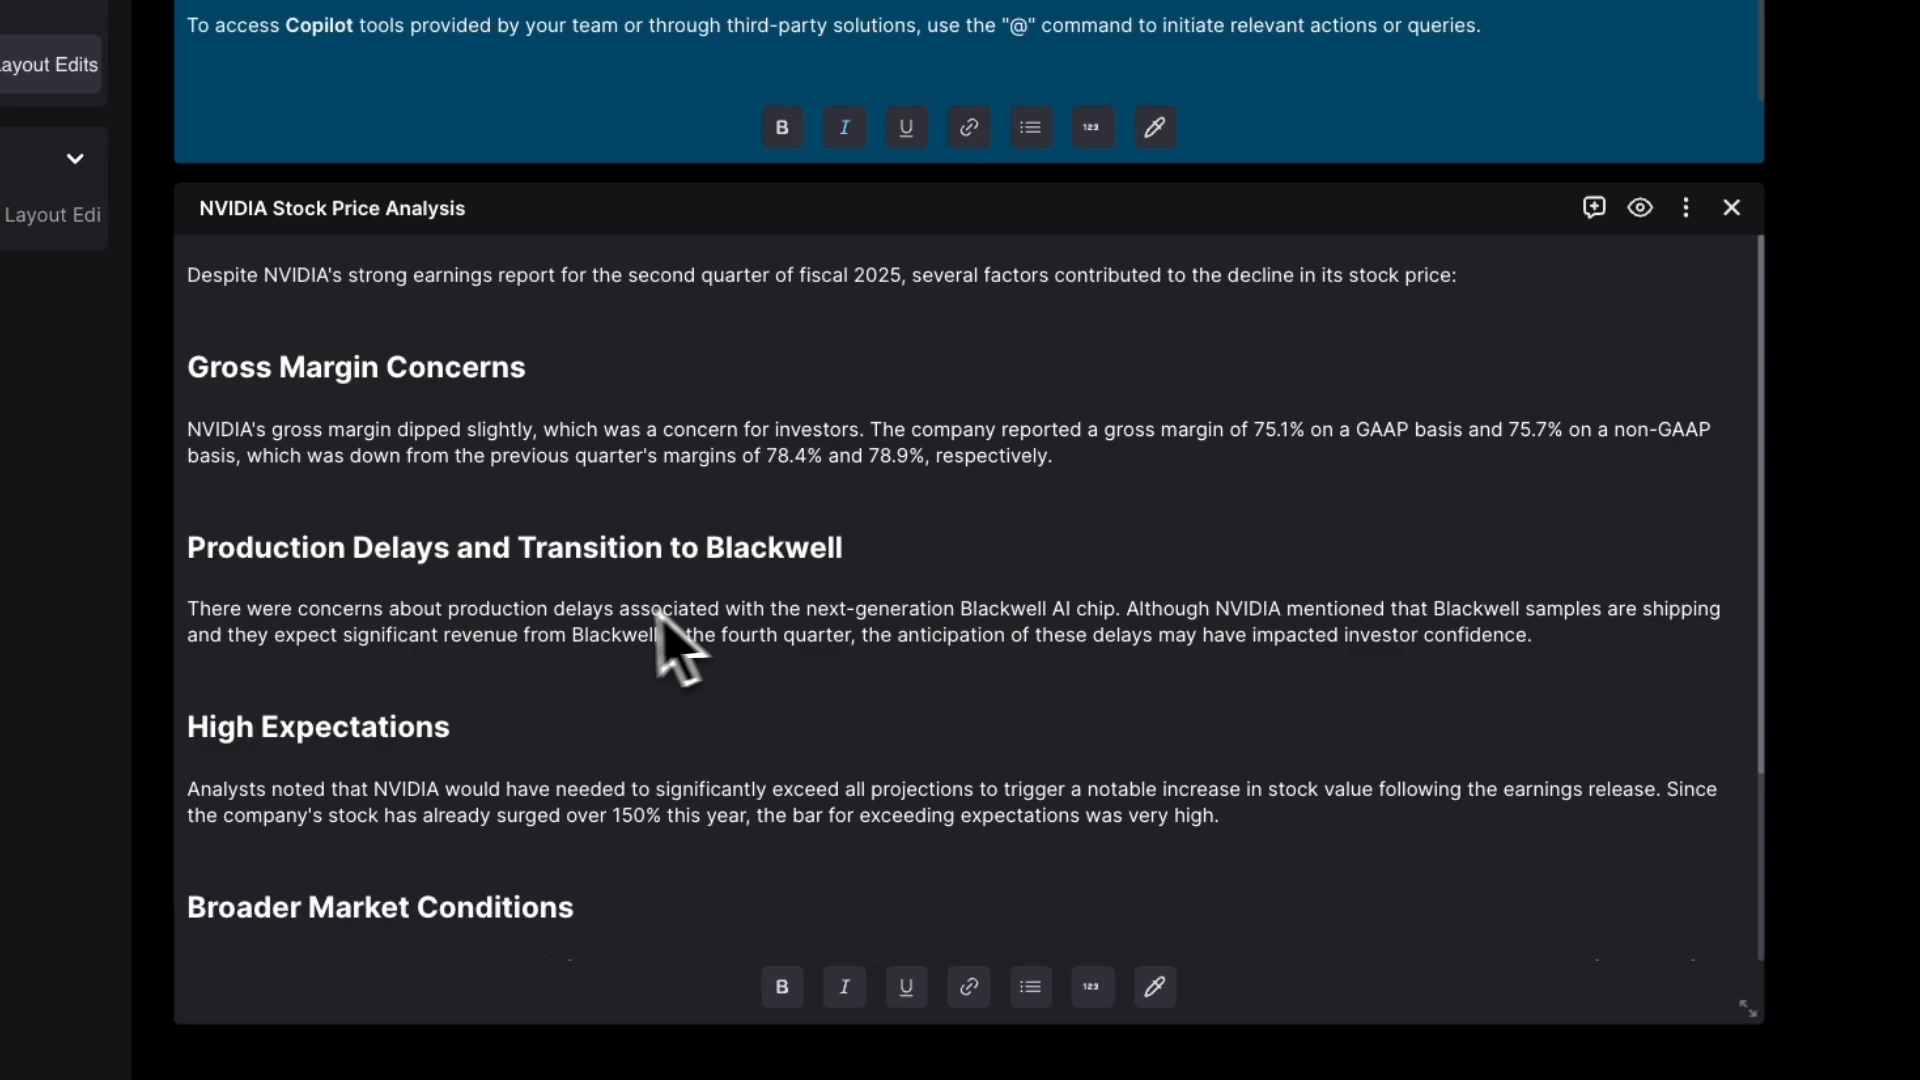 To access Copilot tools provided by your team or through third-party solutions, use the "@" command to initiate relevant actions or queries.
ayout Edits
B I U 123
Layout Edi
NVIDIA Stock Price Analysis
Despite NVIDIA's strong earnings report for the second quarter of fiscal 2025, several factors contributed to the decline in its stock price:
Gross Margin Concerns
NVIDIA's gross margin dipped slightly, which was a concern for investors. The company reported a gross margin of 75.1% on a GAAP basis and 75.7% on a non-GAAP
basis, which was down from the previous quarter's margins of 78.4% and 78.9%, respectively.
Production Delays and Transition to Blackwell
There were concerns about production delays associated with the next-generation Blackwell AI chip. Although NVIDIA mentioned that Blackwell samples are shipping
and they expect significant revenue from Blackwell the fourth quarter, the anticipation of these delays may have impacted investor confidence.
High Expectations
Analysts noted that NVIDIA would have needed to significantly exceed all projections to trigger a notable increase in stock value following the earnings release. Since
the company's stock has already surged over 150% this year, the bar for exceeding expectations was very high.
Broader Market Conditions
B I U 123